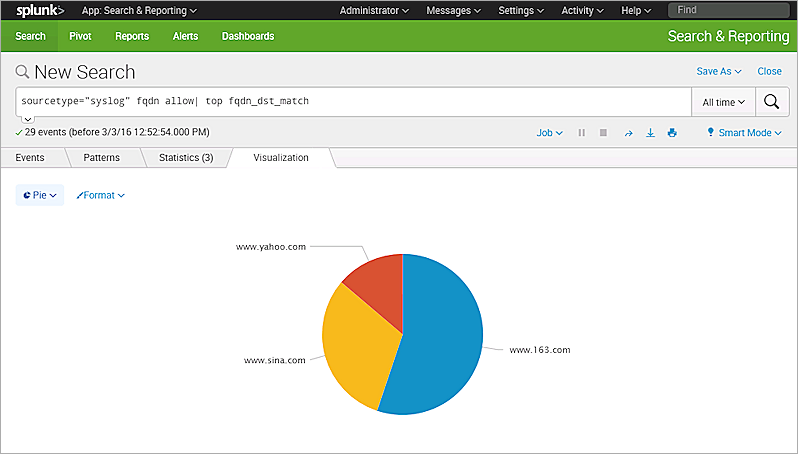 splunk> App: Search & Reporting Administrator Messages Settings Activity Help Find
Search Pivot Reports Alerts Dashboards Search & Reporting
New Search Save As Close
sourcetype="syslog" fqdn allow| top fqdn_dst_match All time
29 events (before 3/3/16 12:52:54.000 PM) Job Smart Mode
Events Patterns Statistics (3) Visualization
Pie Format
www.yahoo.com
www.163.com
www.sina.com